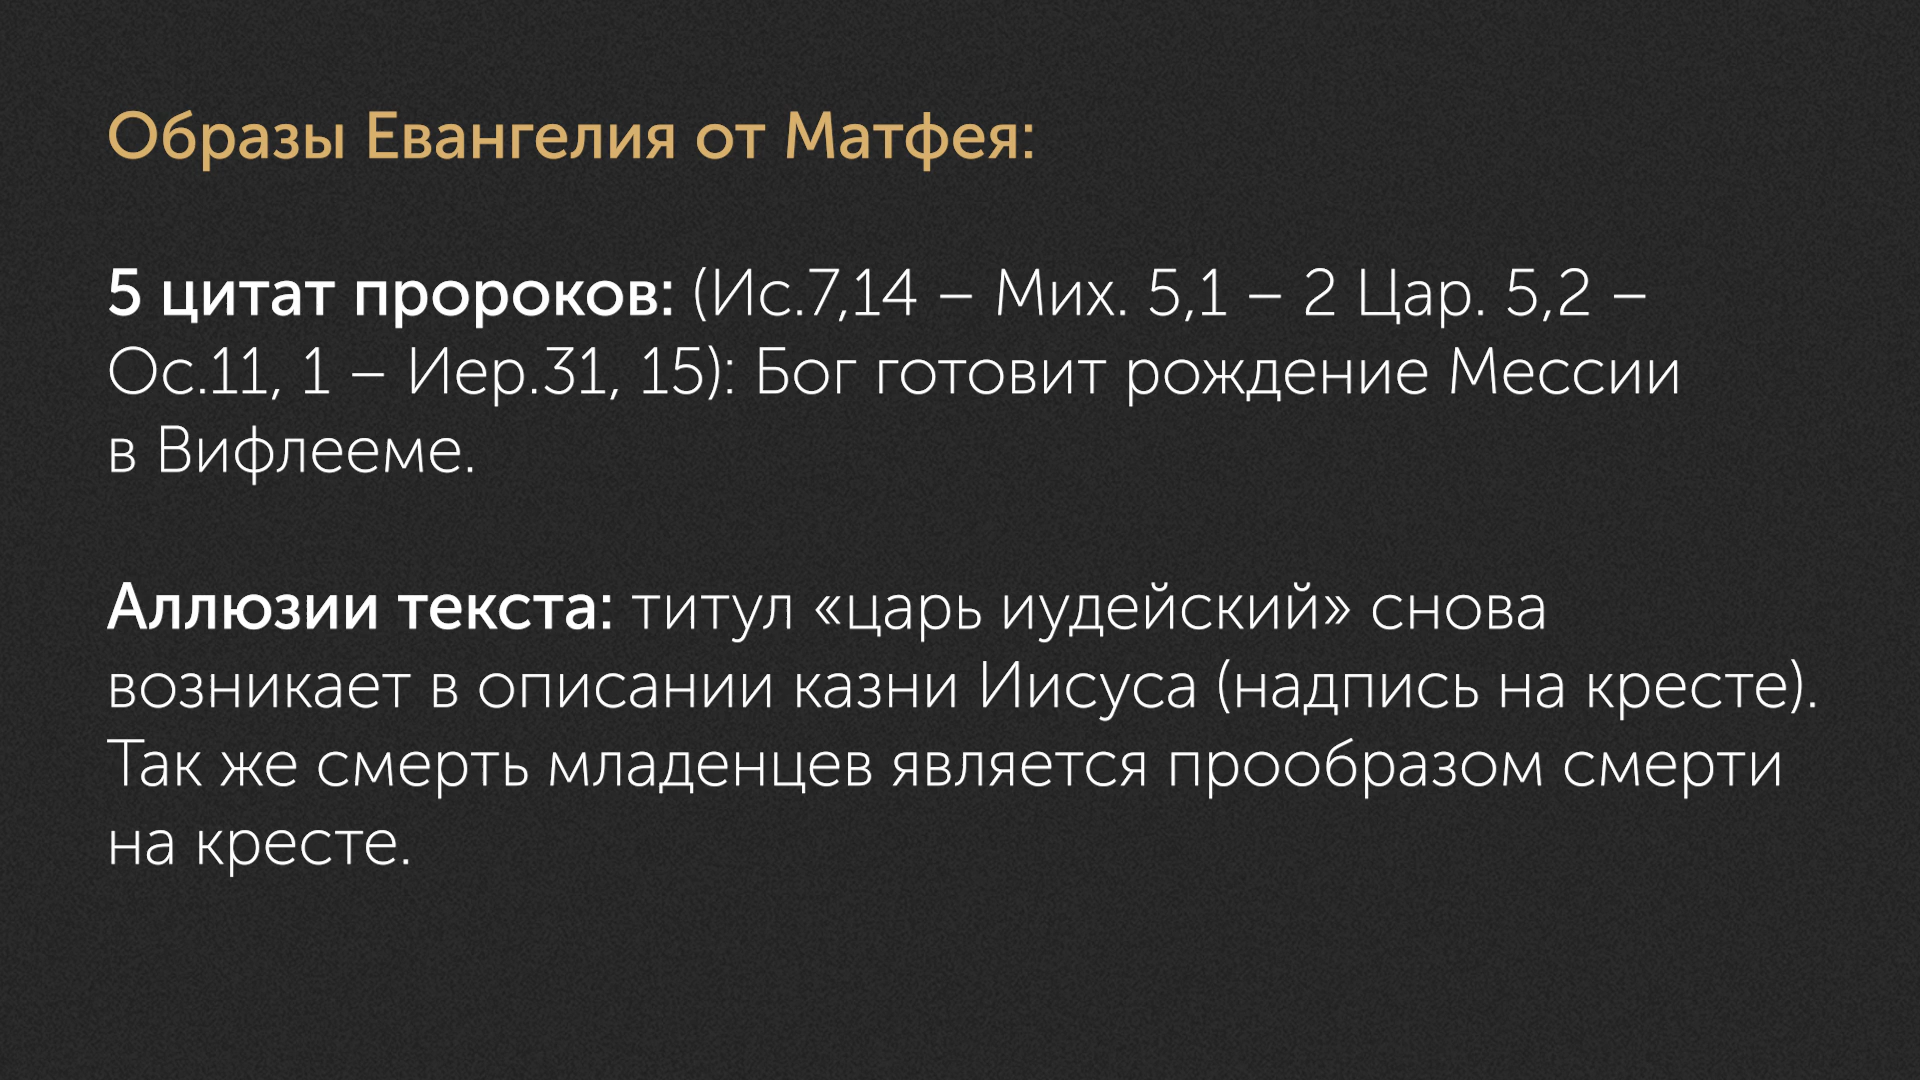 Образы Евангелия от Матфея:
5 цитат пророков: (Ис.7,14 – Мих. 5,1 – 2 Цар. 5,2 –
Ос.11, 1 – Иер.31, 15): Бог готовит рождение Мессии
в Вифлееме.
Аллюзии текста: титул «царь иудейский» снова
возникает в описании казни Иисуса (надпись на кресте).
Так же смерть младенцев является прообразом смерти
на кресте.